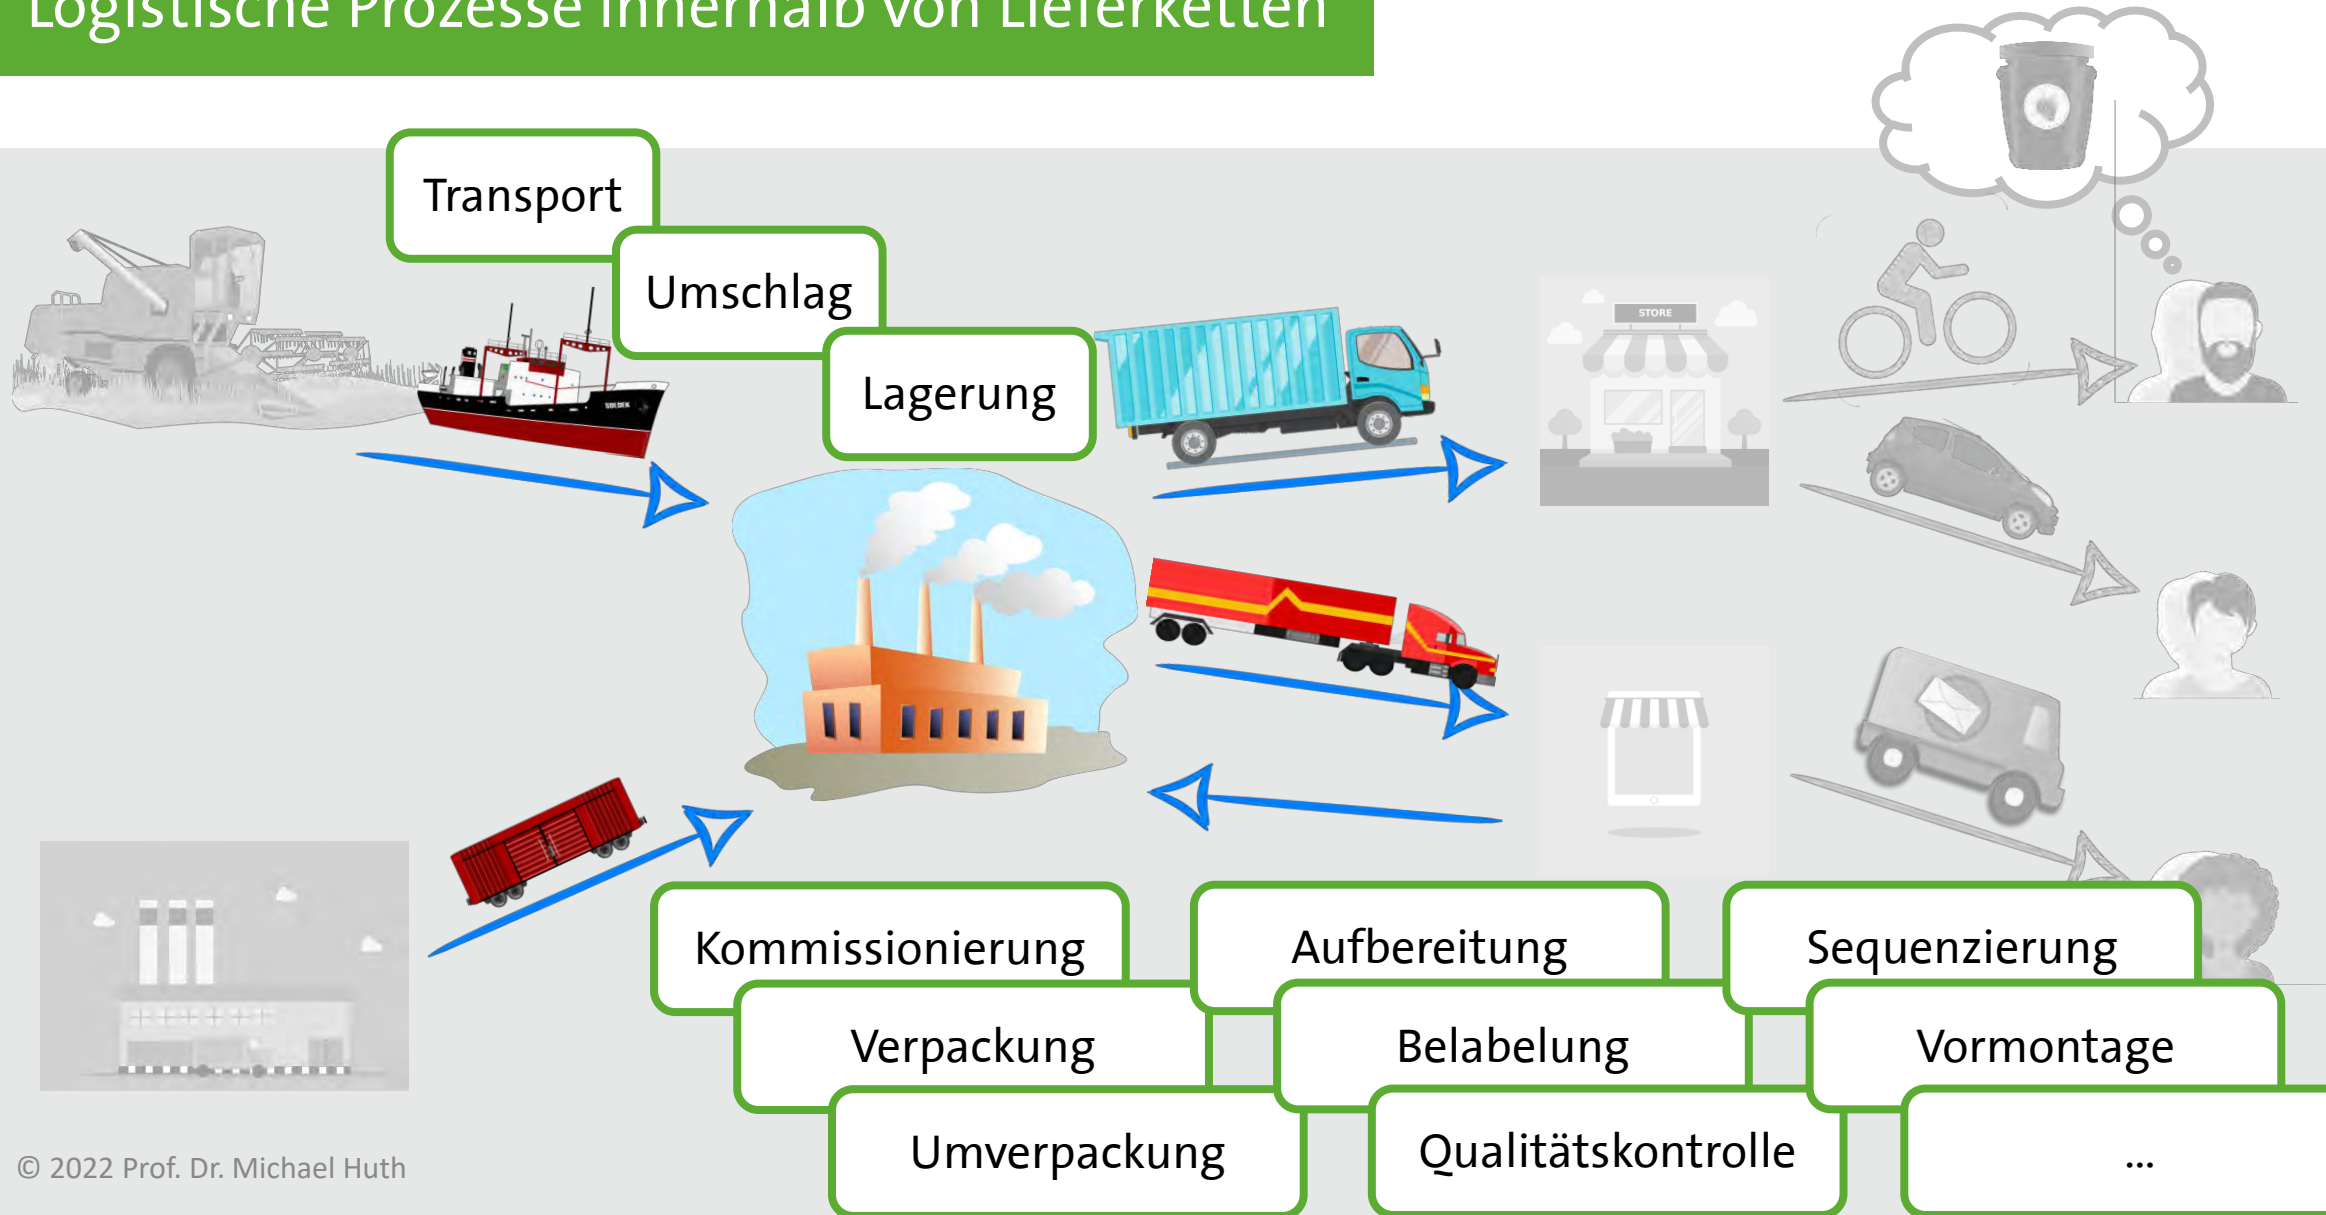 Logistische Prozesse innerhalb von Lieferketten
Transport
Umschlag
Lagerung
STORE
SOLDEK
Kommissionierung
Aufbereitung
Sequenzierung
Verpackung
Belabelung
Vormontage
Umverpackung
Qualitätskontrolle
...
© 2022 Prof. Dr. Michael Huth